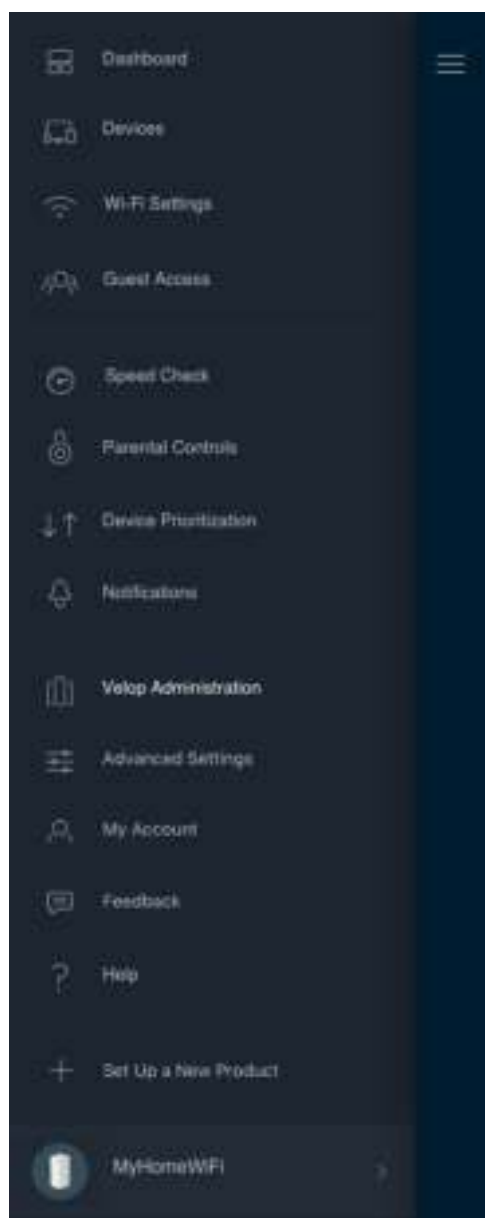 Dashboard
Devices
Wi-Fi Settings
Guest Access
Speed Check
Parental Controls
Device Prioritization
Notifications
Velop Administration
Advanced Settings
My Account
Feedback
Help
Set Up a New Product
MyHomeWiFi